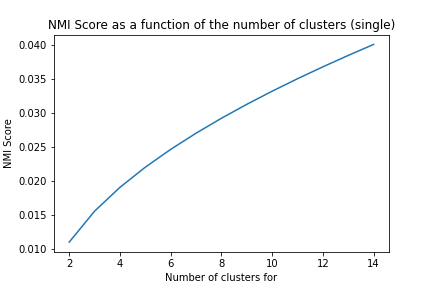 NMI Score as a function of the number of clusters (single)
0.040
0.035
0.030
0.025
0.020
0.015
0.010
NMI Score
2 4 6 8 10 12 14
Number of clusters for